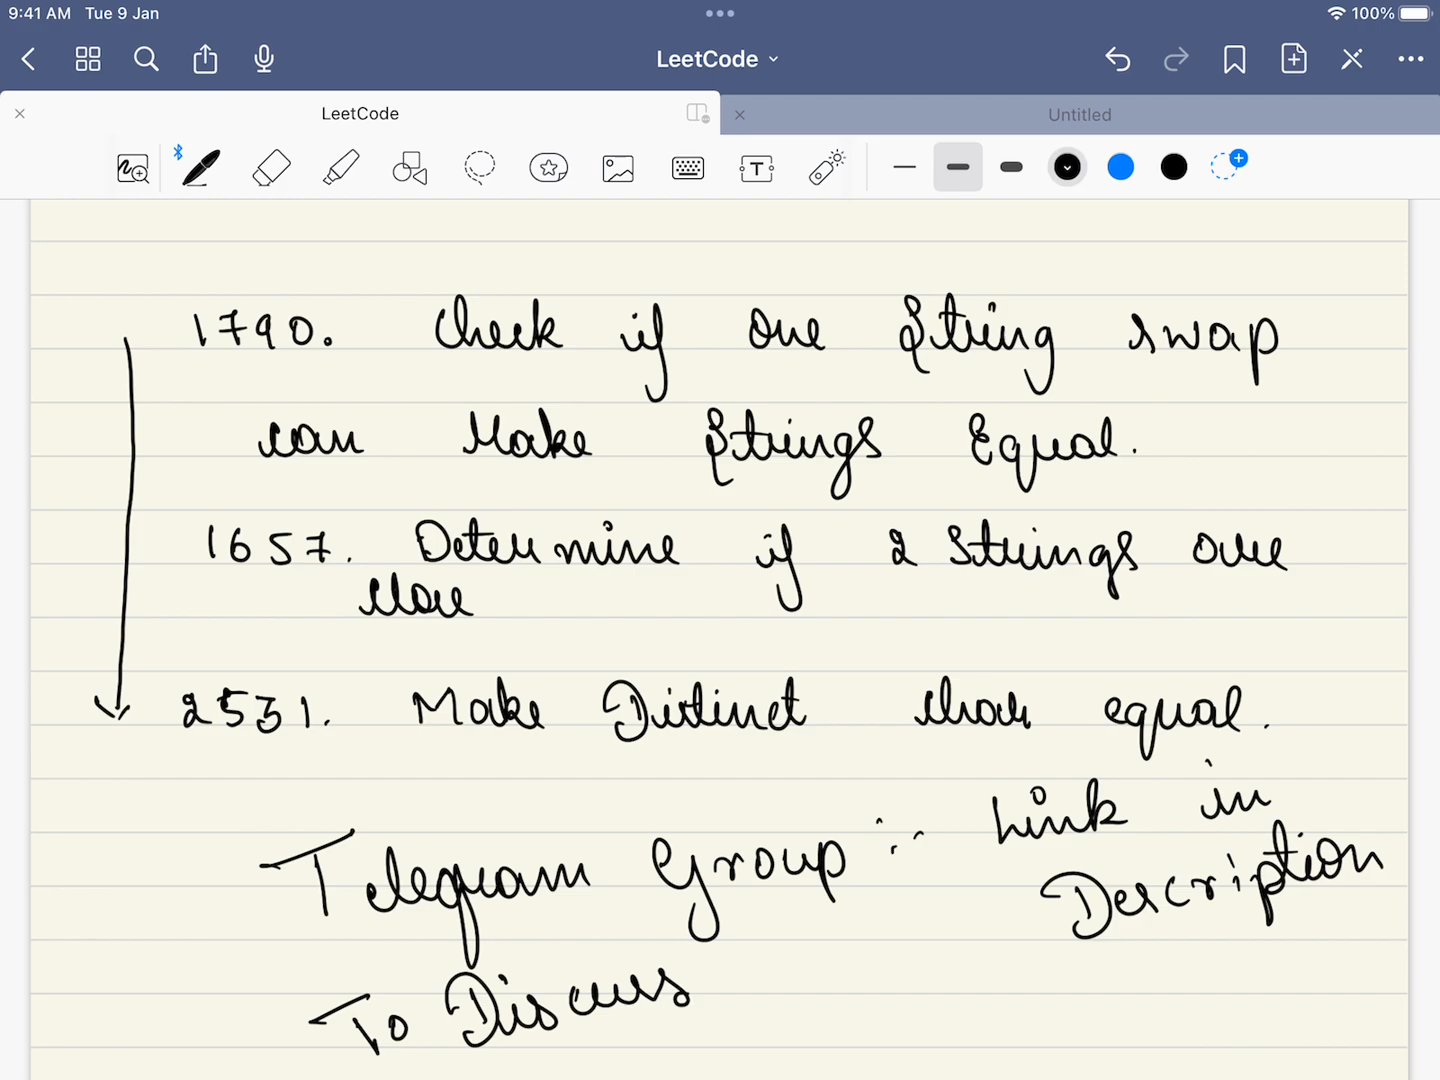 9:41 AM Tue 9 Jan 100%
LeetCode
LeetCode Untitled
1790. Check if one String swap
can Make Strings Equal.
1657. Determine if 2 Strings are
Close
2531. Make Distinct char equal.
Telegram Group :- Link in
Description
To Discuss